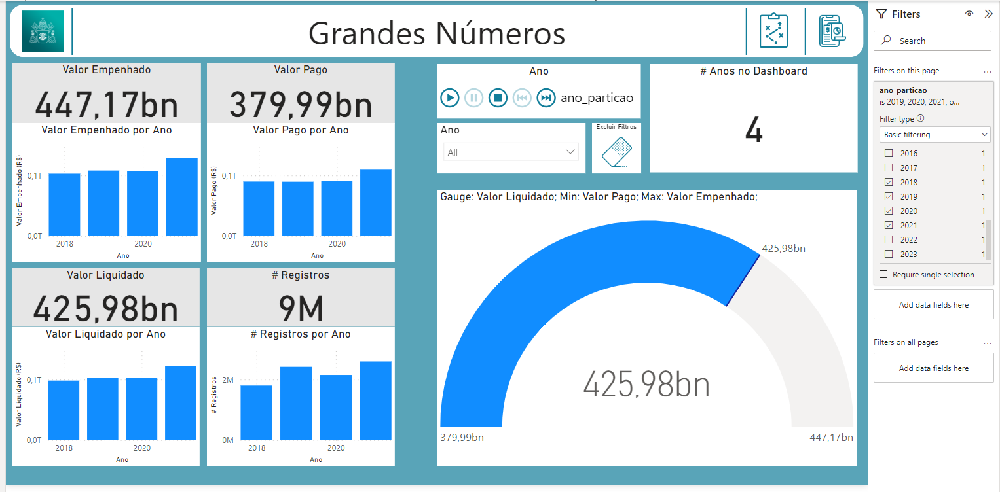 Grandes Números
Valor Empenhado
447,17bn
Valor Empenhado por Ano
Valor Empenhado (R$)
0,1T
0,0T
2018
2020
Ano
Valor Pago
379,99bn
Valor Pago por Ano
Valor Pago (R$)
0,1T
0,0T
2018
2020
Ano
Valor Liquidado
425,98bn
Valor Liquidado por Ano
Valor Liquidado (R$)
0,1T
0,0T
2018
2020
Ano
# Registros
9M
# Registros por Ano
# Registros
2M
0M
2018
2020
Ano
Ano
ano_particao
Ano
All
Excluir Filtros
# Anos no Dashboard
4
Gauge: Valor Liquidado; Min: Valor Pago; Max: Valor Empenhado;
425,98bn
425,98bn
379,99bn
447,17bn
Filters
Search
Filters on this page
...
ano_particao
is 2019, 2020, 2021, o...
Filter type
Basic filtering
2016 1
2017 1
2018 1
2019 1
2020 1
2021 1
2022 1
2023 1
Require single selection
Add data fields here
Filters on all pages
...
Add data fields here